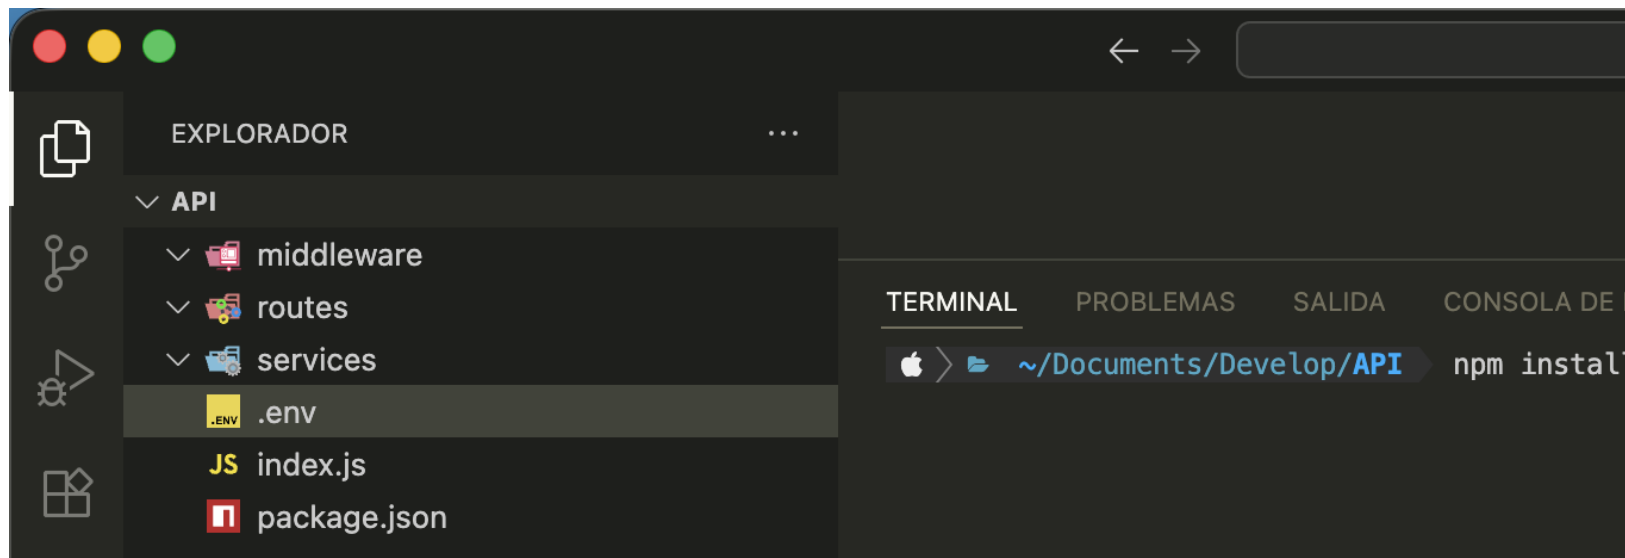 EXPLORADOR
API
middleware
routes
services
.ENV .env
JS index.js
package.json
TERMINAL PROBLEMAS SALIDA CONSOLA DE
~/Documents/Develop/API npm install